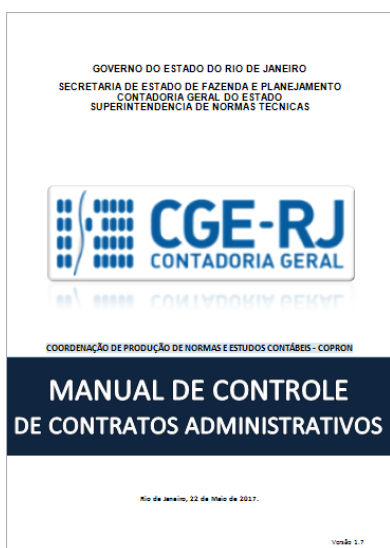 GOVERNO DO ESTADO DO RIO DE JANEIRO
SECRETARIA DE ESTADO DE FAZENDA E PLANEJAMENTO
CONTADORIA GERAL DO ESTADO
SUPERINTENDENCIA DE NORMAS TECNICAS
CGE-RJ
CONTADORIA GERAL
COORDENAÇÃO DE PRODUÇÃO DE NORMAS E ESTUDOS CONTÁBEIS - COPRON
MANUAL DE CONTROLE
DE CONTRATOS ADMINISTRATIVOS
Rio de Janeiro, 22 de Maio de 2017.
Versão 1.7